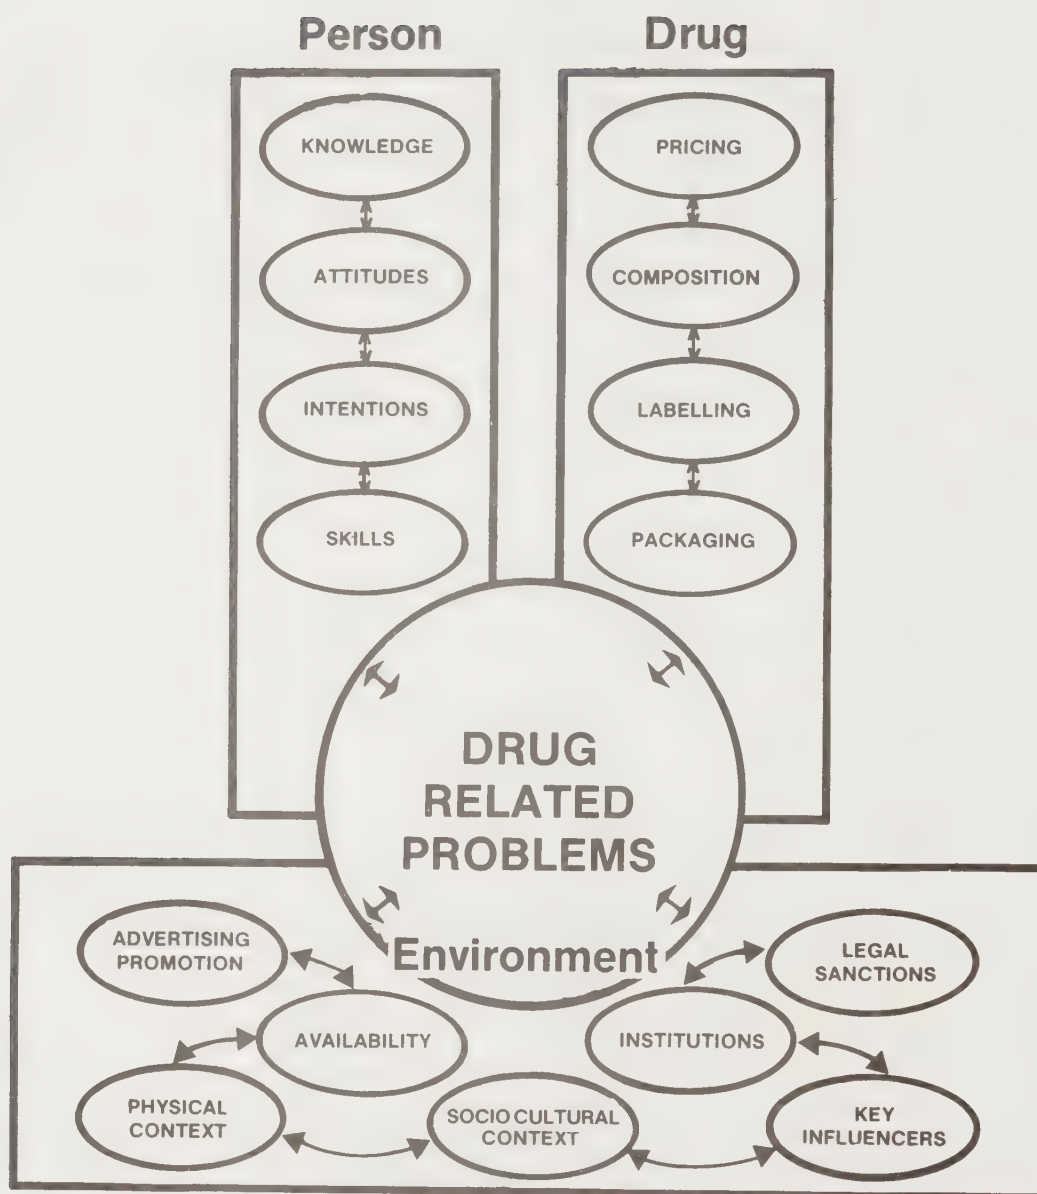 Person
Drug
KNOWLEDGE
ATTITUDES
INTENTIONS
SKILLS
PRICING
COMPOSITION
LABELLING
PACKAGING
DRUG
RELATED
PROBLEMS
Environment
ADVERTISING
PROMOTION
AVAILABILITY
PHYSICAL
CONTEXT
SOCIO CULTURAL
CONTEXT
INSTITUTIONS
LEGAL
SANCTIONS
KEY
INFLUENCERS